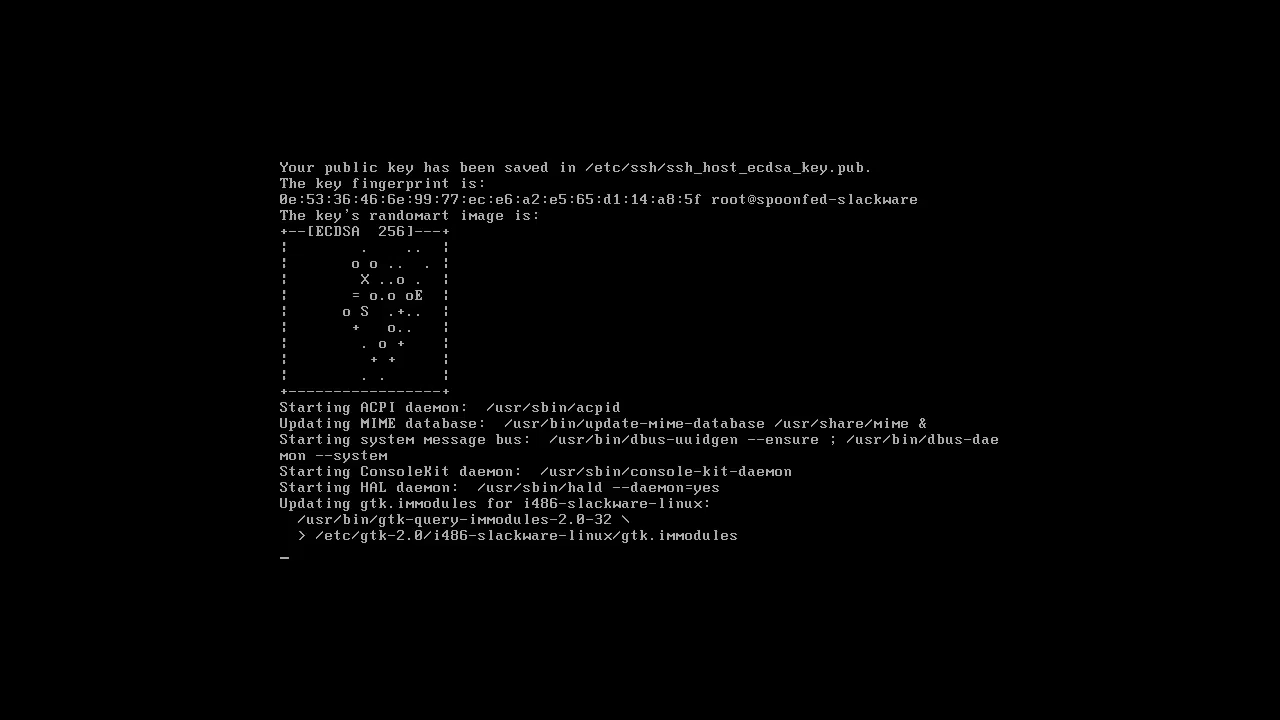 Your public key has been saved in /etc/ssh/ssh_host_ecdsa_key.pub.
The key fingerprint is:
0e:53:36:46:6e:99:77:ec:e6:a2:e5:65:d1:14:a8:5f root@spoonfed-slackware
The key's randomart image is:
+--[ECDSA  256]---+
¦        .    ..  ¦
¦       o o ..  . ¦
¦        X ..o .  ¦
¦       = o.o oE  ¦
¦      o S  .+..  ¦
¦       +   o..   ¦
¦        . o +    ¦
¦         + +     ¦
¦        . .      ¦
+-----------------+
Starting ACPI daemon:  /usr/sbin/acpid
Updating MIME database:  /usr/bin/update-mime-database /usr/share/mime &
Starting system message bus:  /usr/bin/dbus-uuidgen --ensure ; /usr/bin/dbus-dae
mon --system
Starting ConsoleKit daemon:  /usr/sbin/console-kit-daemon
Starting HAL daemon:  /usr/sbin/hald --daemon=yes
Updating gtk.immodules for i486-slackware-linux:
  /usr/bin/gtk-query-immodules-2.0-32 \
  > /etc/gtk-2.0/i486-slackware-linux/gtk.immodules
_